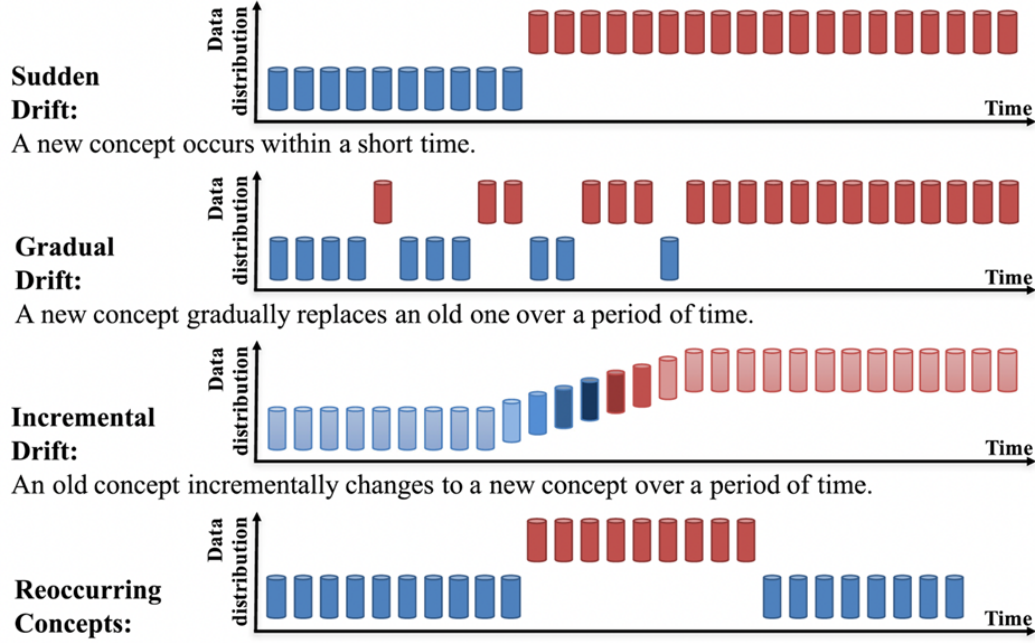 Data
distribution
Sudden
Drift:
Time
A new concept occurs within a short time.
Data
distribution
Gradual
Drift:
Time
A new concept gradually replaces an old one over a period of time.
Data
distribution
Incremental
Drift:
Time
An old concept incrementally changes to a new concept over a period of time.
Data
distribution
Reoccurring
Concepts:
Time